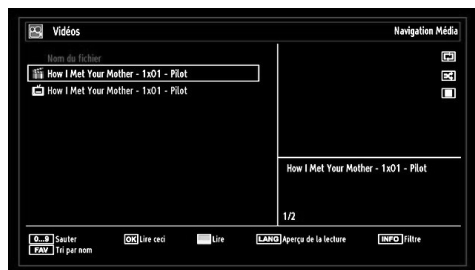 Vidéos
Navigation Média
Nom du fichier
How I Met Your Mother - 1x01 - Pilot
How I Met Your Mother - 1x01 - Pilot
How I Met Your Mother - 1x01 - Pilot
1/2
0...9 Sauter OK Lire ceci Lire LANG Aperçu de la lecture INFO Filtre
FAV Tri par nom